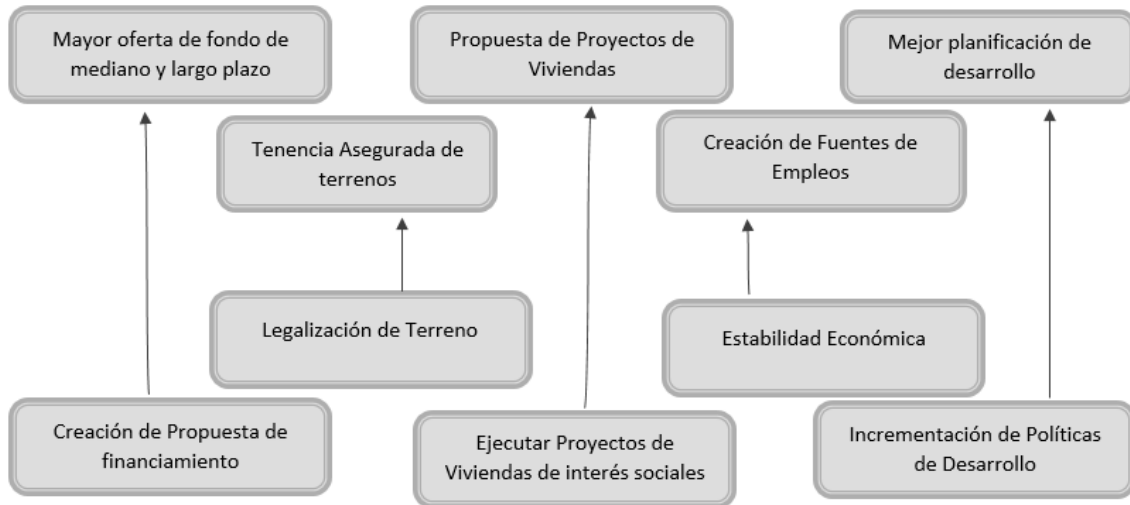 Mayor oferta de fondo de
mediano y largo plazo
Propuesta de Proyectos de
Viviendas
Mejor planificación de
desarrollo
Tenencia Asegurada de
terrenos
Creación de Fuentes de
Empleos
Legalización de Terreno
Estabilidad Económica
Creación de Propuesta de
financiamiento
Ejecutar Proyectos de
Viviendas de interés sociales
Incrementación de Políticas
de Desarrollo